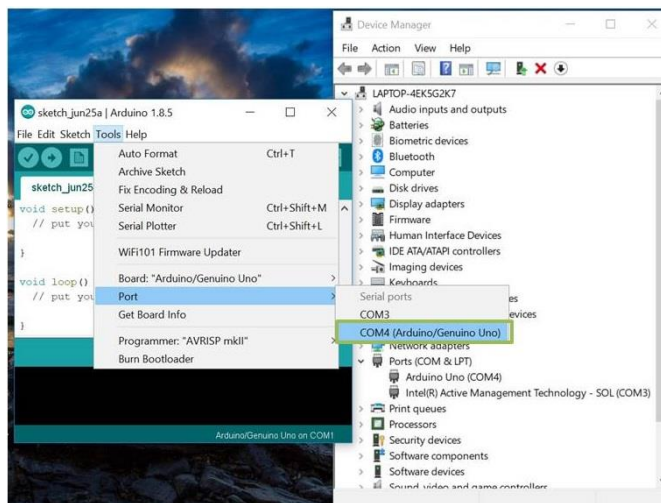 Device Manager
File Action View Help
LAPTOP-4EK5G2K7
Audio inputs and outputs
Batteries
Biometric devices
Bluetooth
Computer
Disk drives
Display adapters
Firmware
Human Interface Devices
IDE ATA/ATAPI controllers
Imaging devices
Keyboards
es
evices
Network adapters
Ports (COM & LPT)
Arduino Uno (COM4)
Intel(R) Active Management Technology - SOL (COM3)
Print queues
Processors
Security devices
Software components
Software devices
Sound, video and game controllers
sketch_jun25a | Arduino 1.8.5
File Edit Sketch Tools Help
sketch_jun25
void setup()
// put you
}
void loop()
// put you
}
Auto Format Ctrl+T
Archive Sketch
Fix Encoding & Reload
Serial Monitor Ctrl+Shift+M
Serial Plotter Ctrl+Shift+L
WiFi101 Firmware Updater
Board: "Arduino/Genuino Uno"
Port
Get Board Info
Programmer: "AVRISP mkII"
Burn Bootloader
Serial ports
COM3
COM4 (Arduino/Genuino Uno)
Arduino/Genuino Uno on COM1